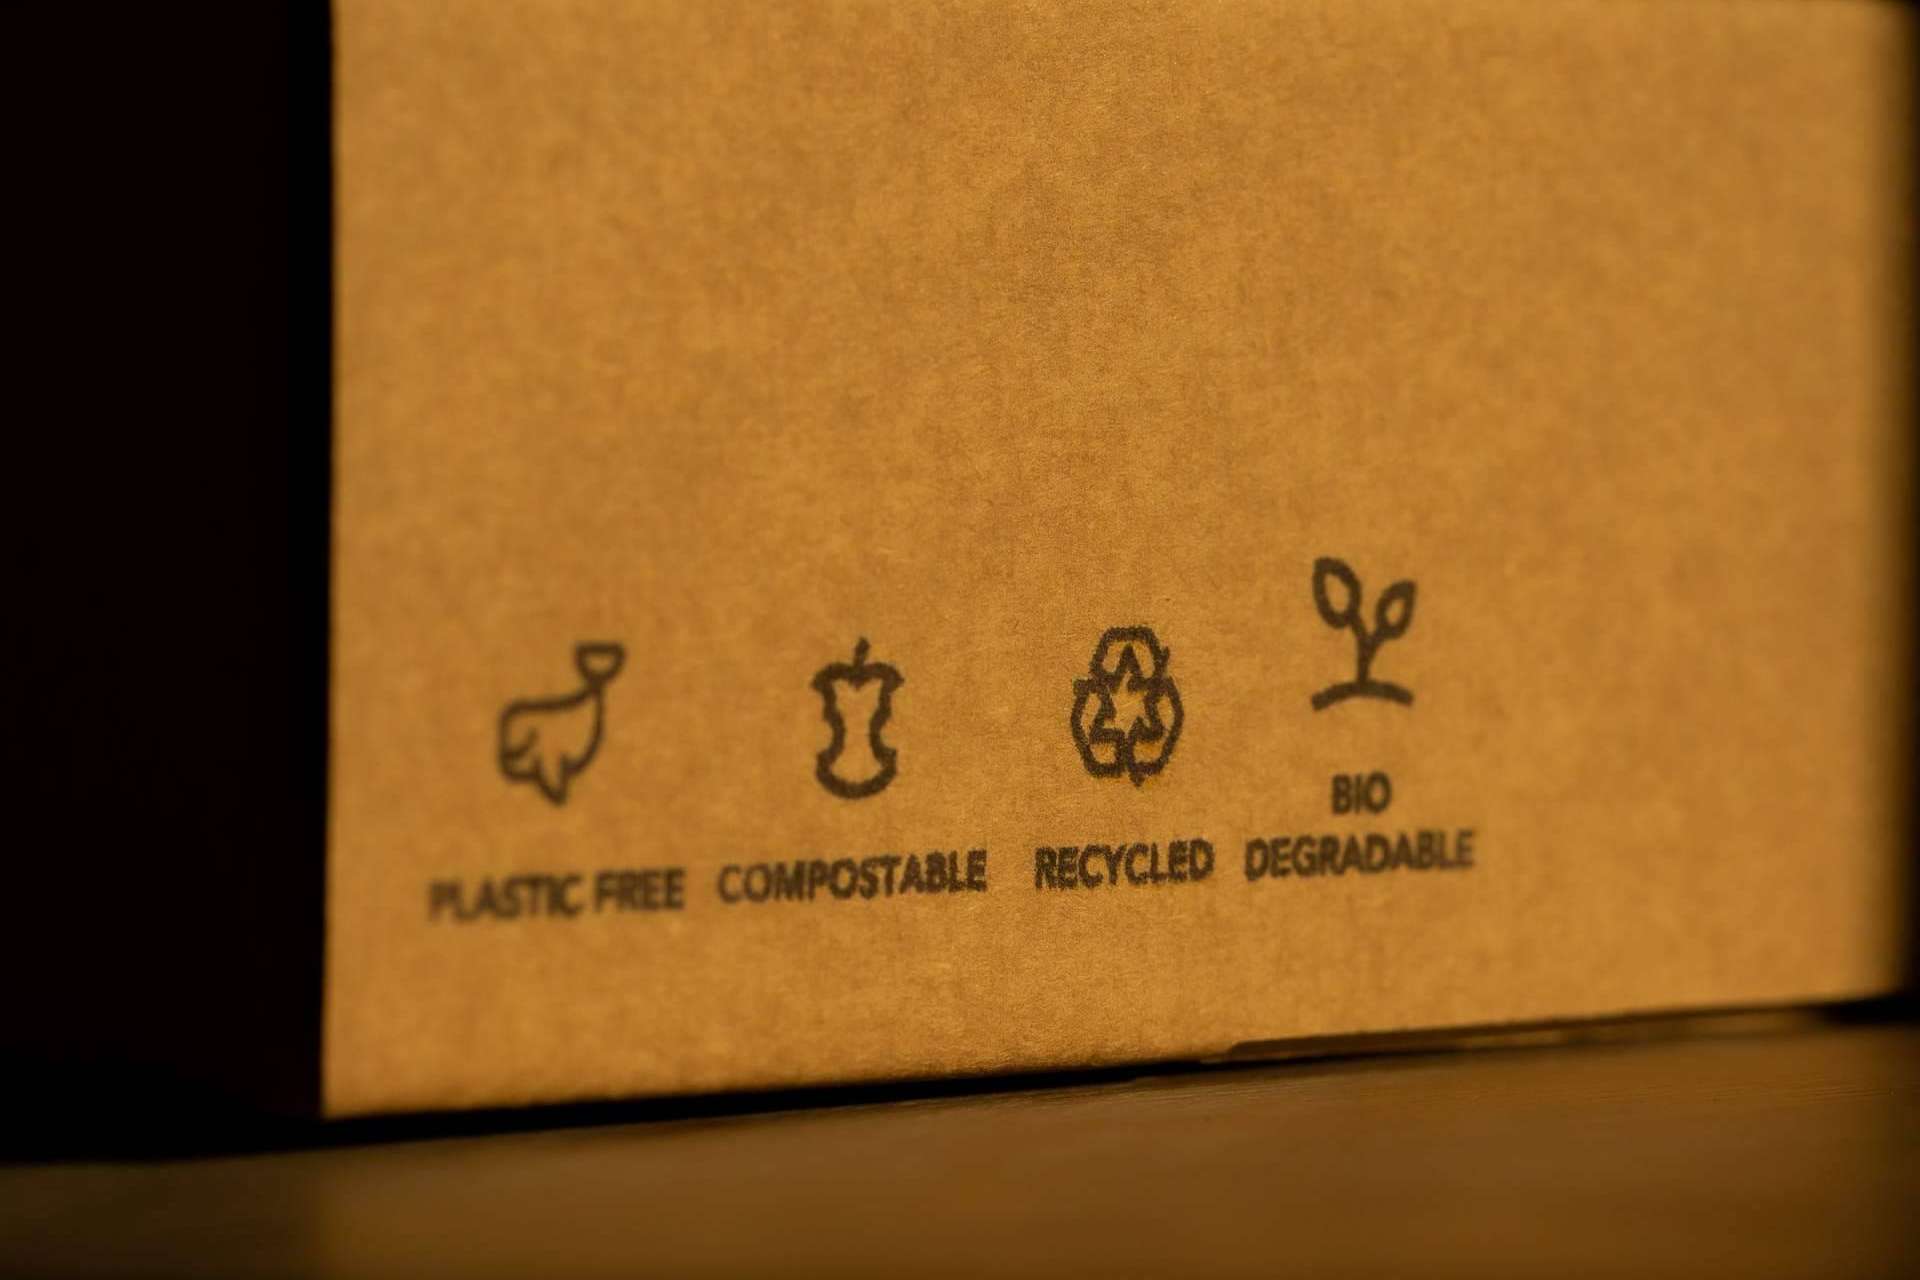 PLASTIC FREE
COMPOSTABLE
RECYCLED
BIO
DEGRADABLE